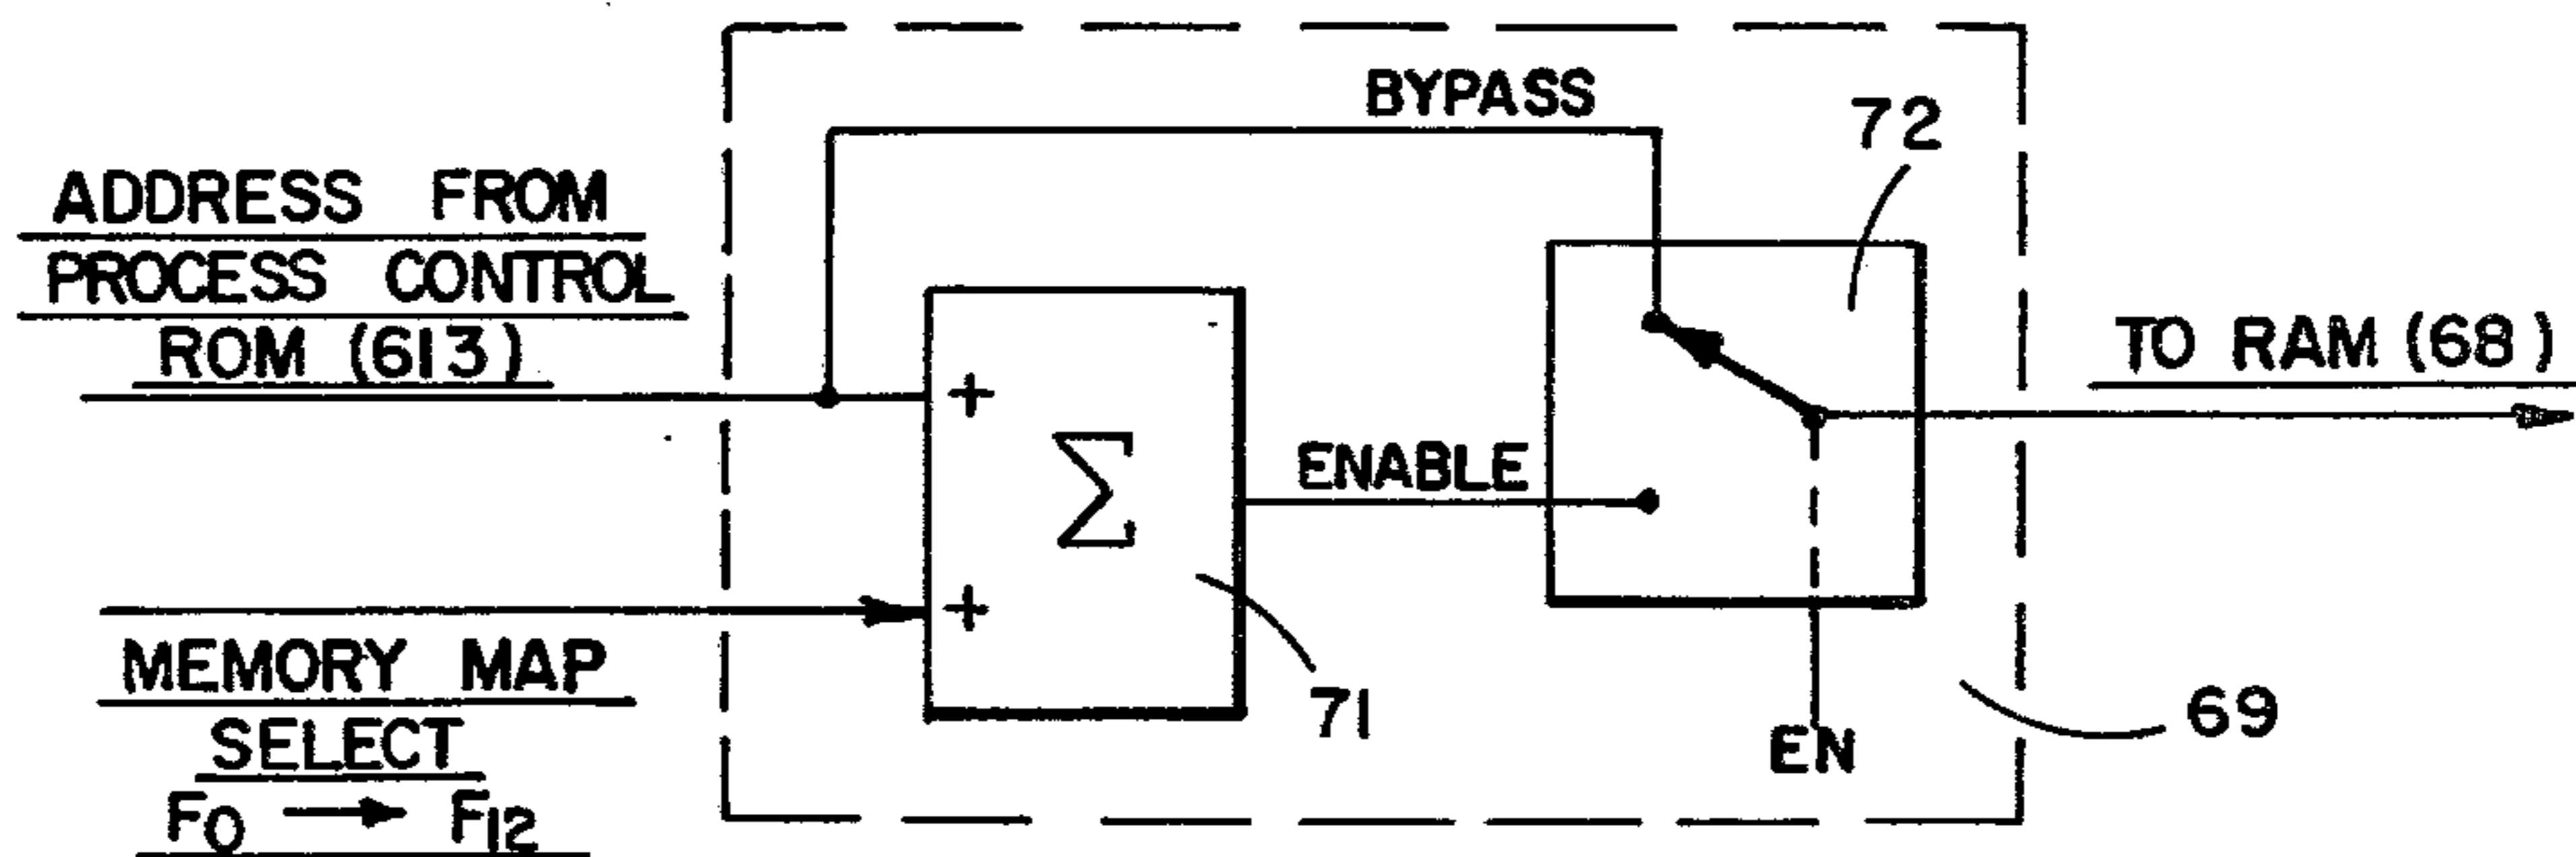 ADDRESS FROM
PROCESS CONTROL
ROM (613)
BYPASS
72
+
Σ
+
ENABLE
TO RAM (68)
MEMORY MAP
SELECT
F0 → F12
71
EN
69